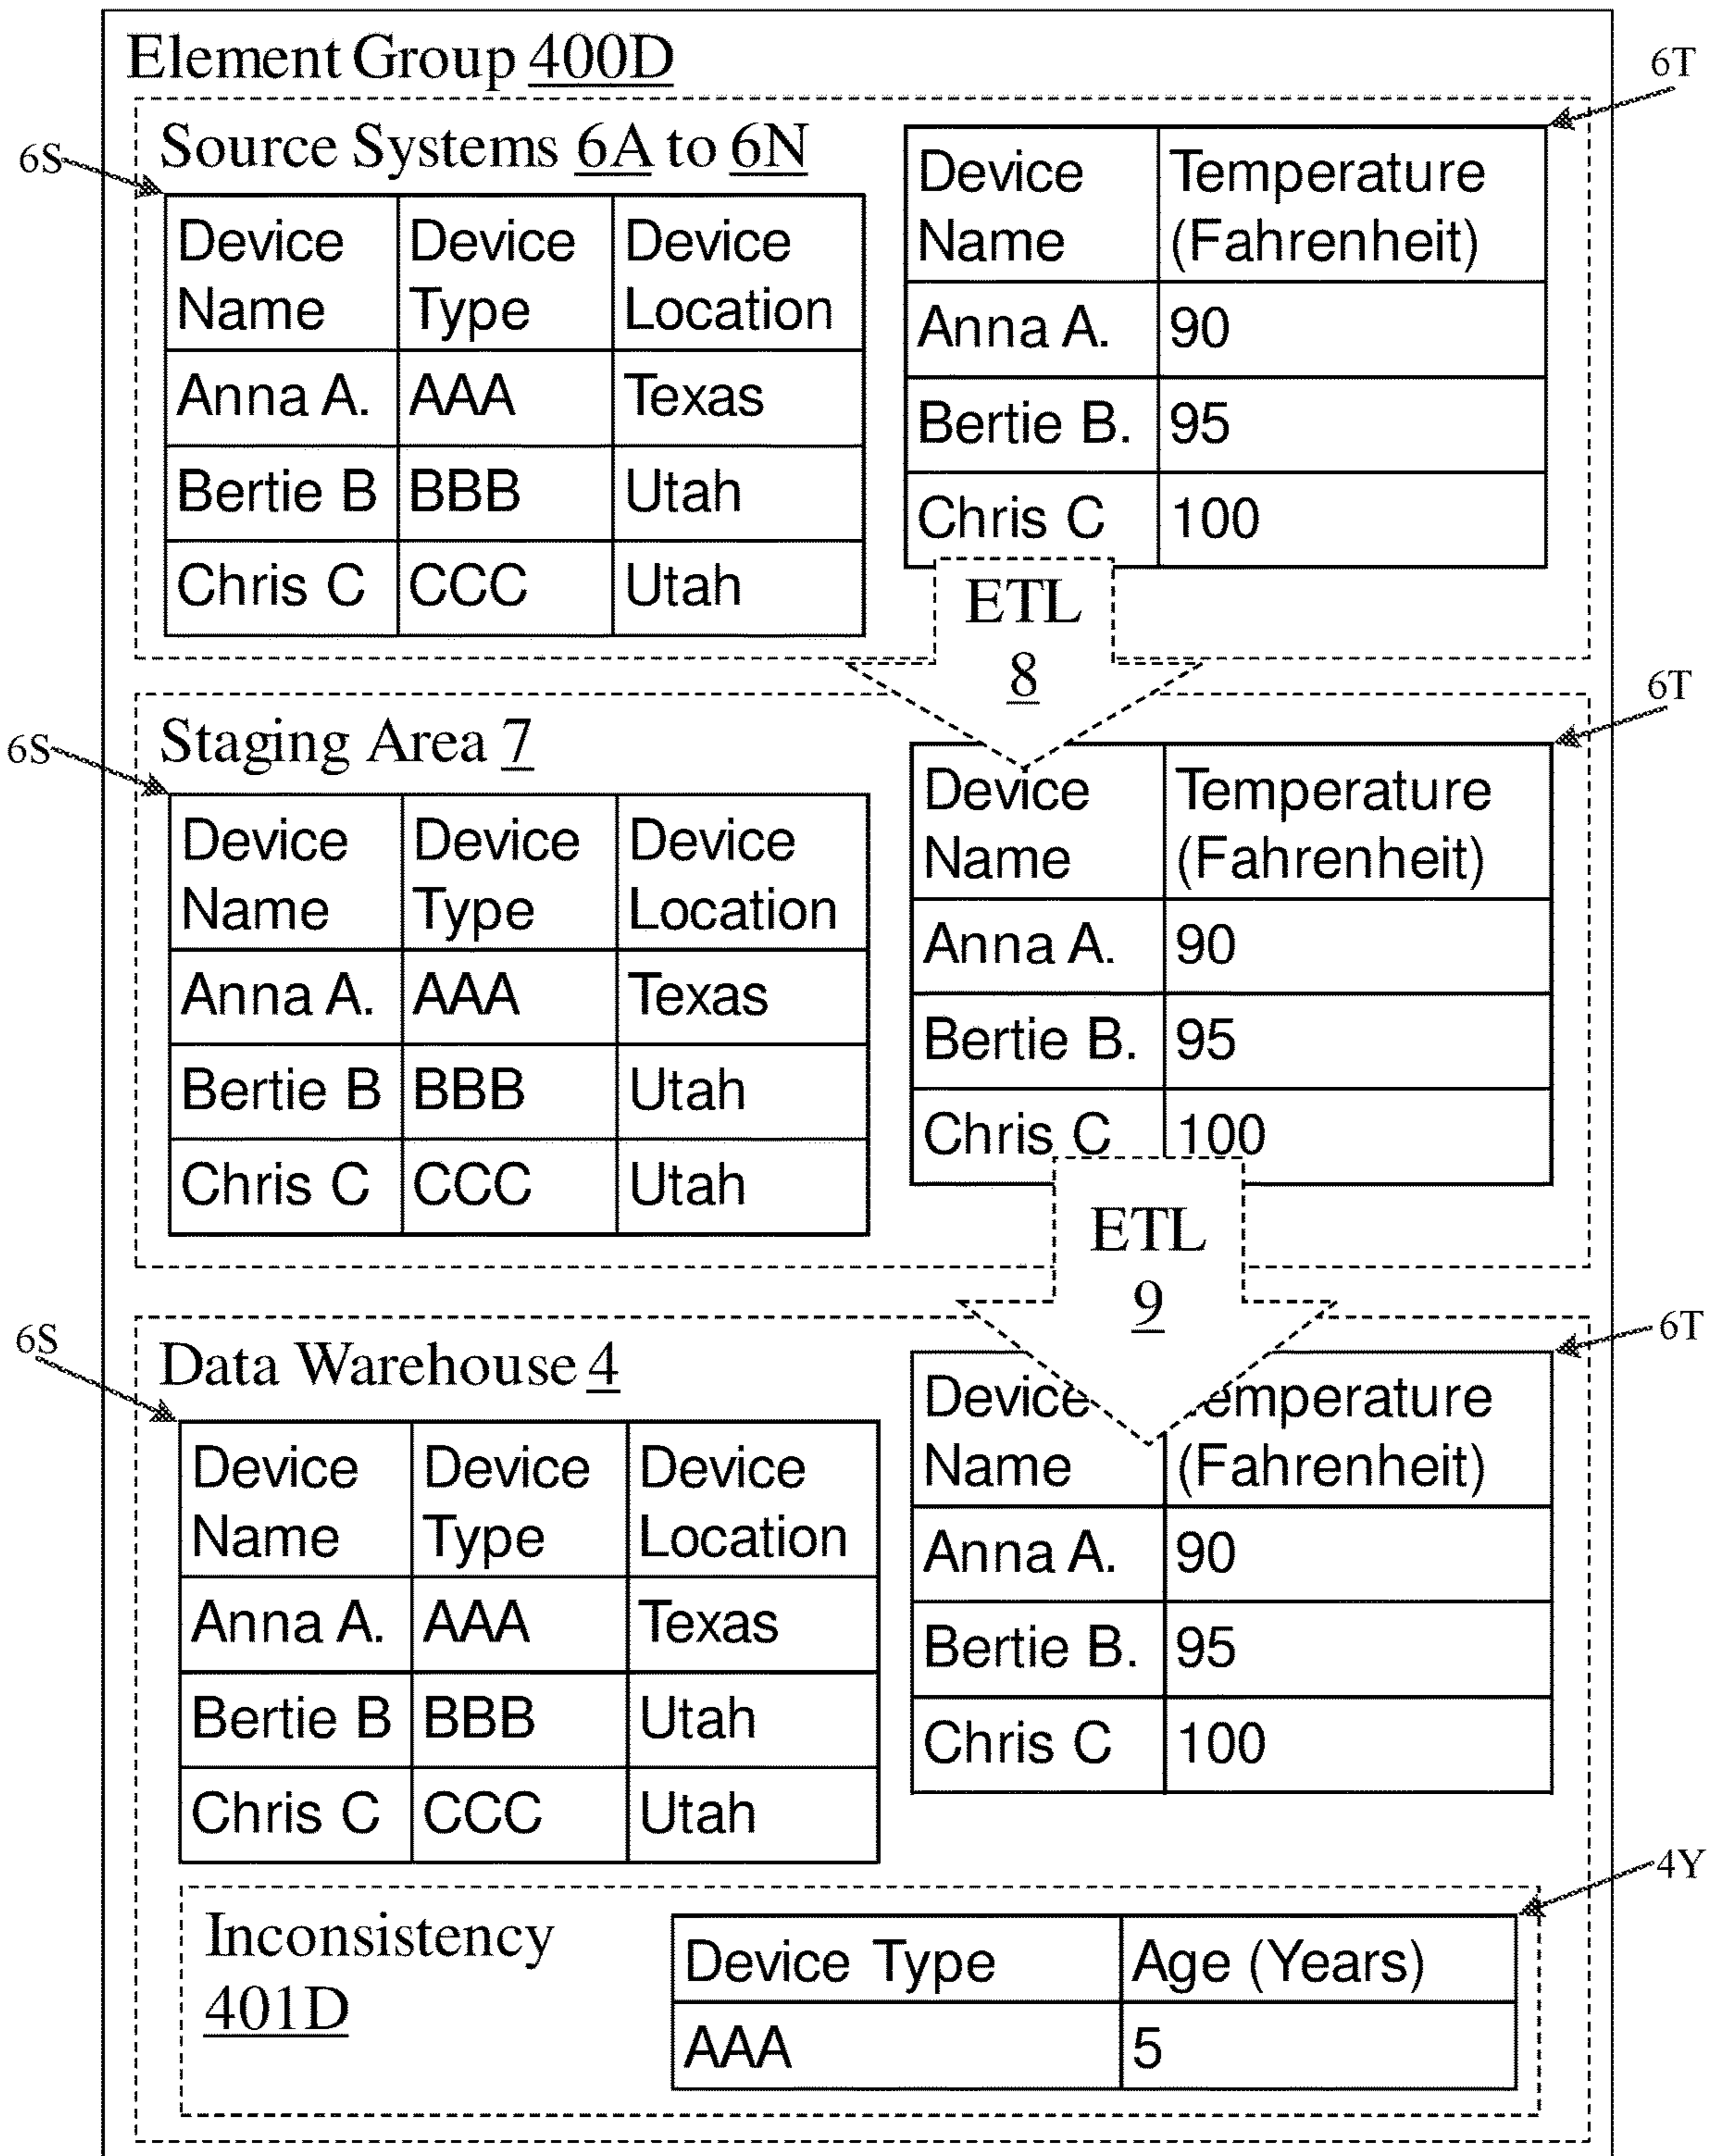 Element Group 400D
6T
Source Systems 6A to 6N
6S
Device Name | Device Type | Device Location
Anna A. | AAA | Texas
Bertie B | BBB | Utah
Chris C | CCC | Utah
Device Name | Temperature (Fahrenheit)
Anna A. | 90
Bertie B. | 95
Chris C | 100
ETL
8
6T
Staging Area 7
6S
Device Name | Device Type | Device Location
Anna A. | AAA | Texas
Bertie B | BBB | Utah
Chris C | CCC | Utah
Device Name | Temperature (Fahrenheit)
Anna A. | 90
Bertie B. | 95
Chris C | 100
ETL
9
6T
6S
Data Warehouse 4
Device Name | Device Type | Device Location
Anna A. | AAA | Texas
Bertie B | BBB | Utah
Chris C | CCC | Utah
Device Name | emperature (Fahrenheit)
Anna A. | 90
Bertie B. | 95
Chris C | 100
4Y
Inconsistency
401D
Device Type | Age (Years)
AAA | 5